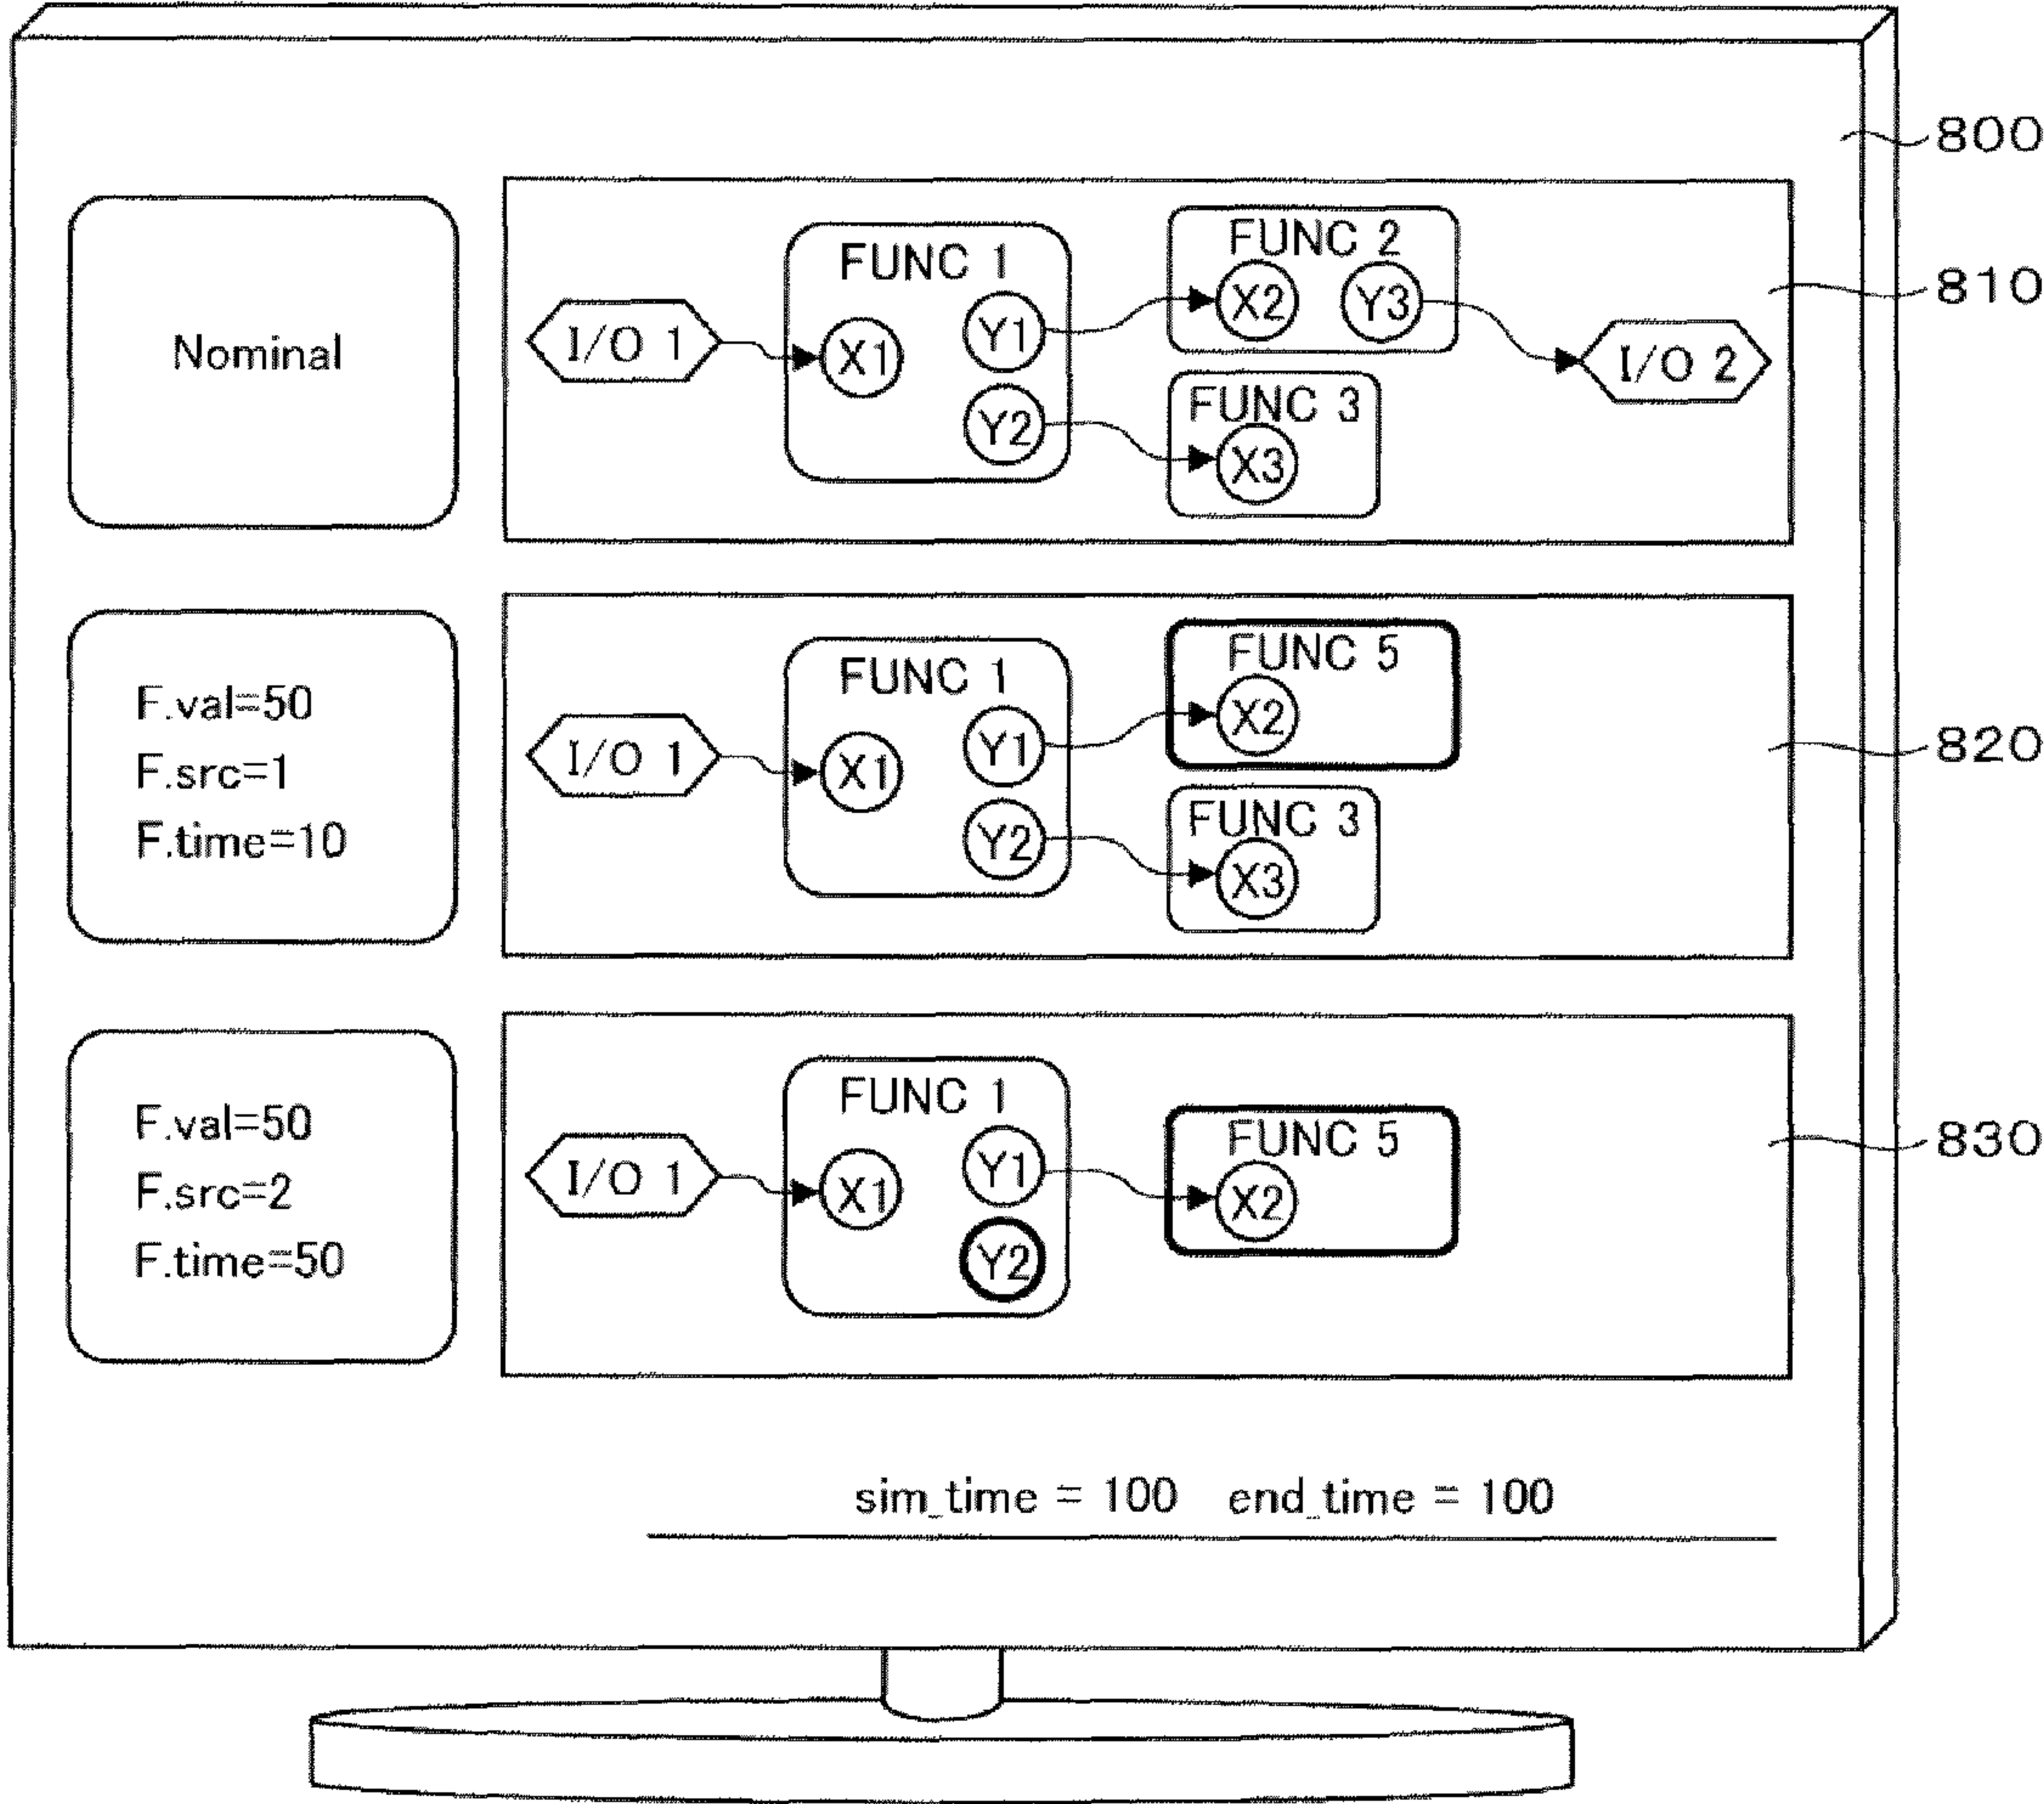 800
FUNC 1
FUNC 2
I/O 1
X1
Y1
X2
Y3
I/O 2
810
Nominal
Y2
FUNC 3
X3
F.val=50
F.src=1
F.time=10
FUNC 1
FUNC 5
I/O 1
X1
Y1
X2
820
Y2
FUNC 3
X3
F.val=50
F.src=2
F.time=50
FUNC 1
FUNC 5
I/O 1
X1
Y1
X2
830
Y2
sim_time = 100 end_time = 100